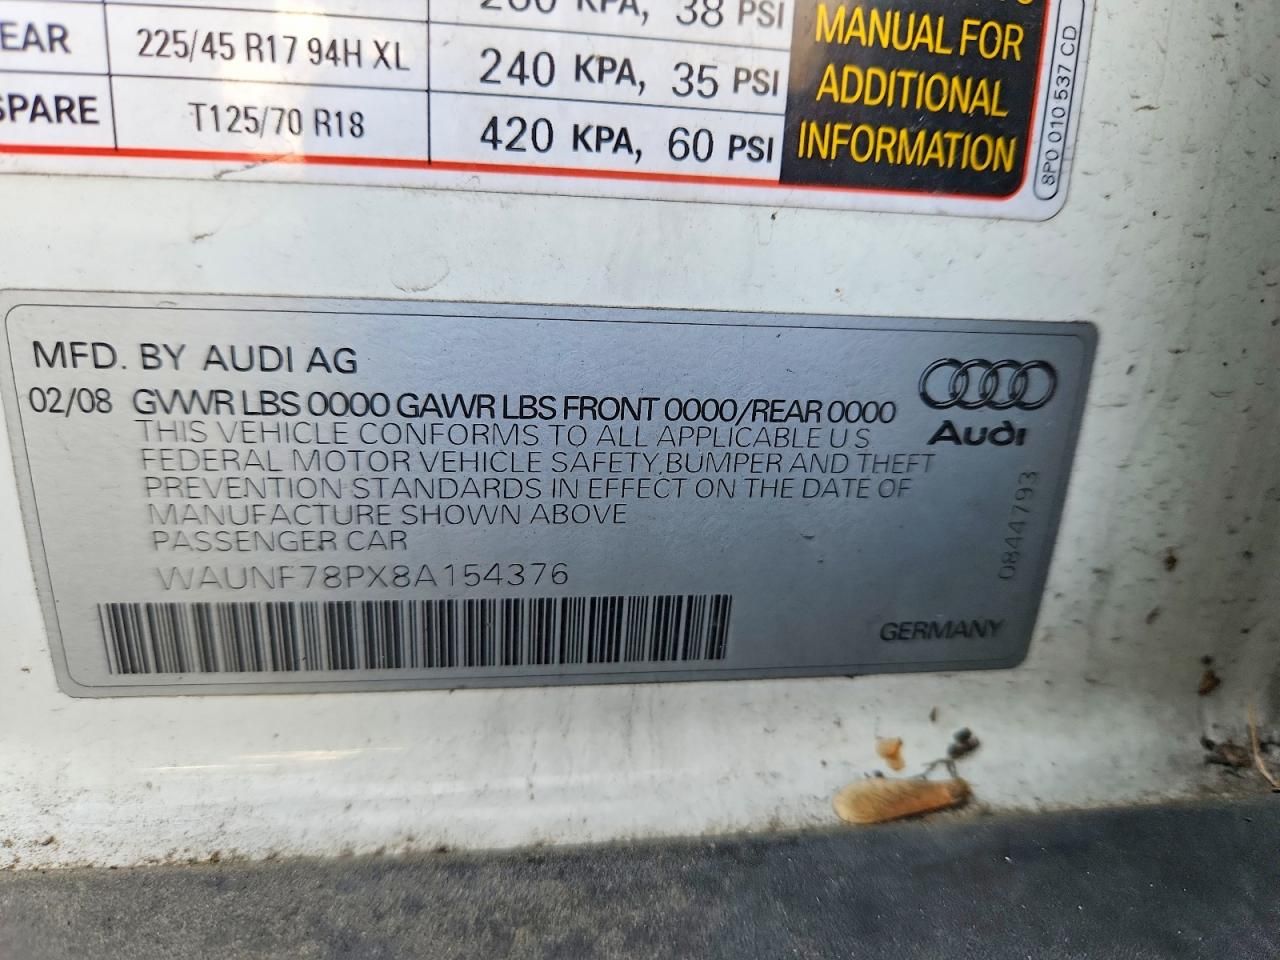 KPA, 38 PSI
EAR 225/45 R17 94H XL 240 KPA, 35 PSI
SPARE T125/70 R18 420 KPA, 60 PSI
MANUAL FOR
ADDITIONAL
INFORMATION
8P0 010 537 CD
MFD. BY AUDI AG
02/08 GVWR LBS 0000 GAWR LBS FRONT 0000/REAR 0000
THIS VEHICLE CONFORMS TO ALL APPLICABLE U S
FEDERAL MOTOR VEHICLE SAFETY, BUMPER AND THEFT
PREVENTION STANDARDS IN EFFECT ON THE DATE OF
MANUFACTURE SHOWN ABOVE
PASSENGER CAR
WAUNF78PX8A154376
Audi
0844793
GERMANY